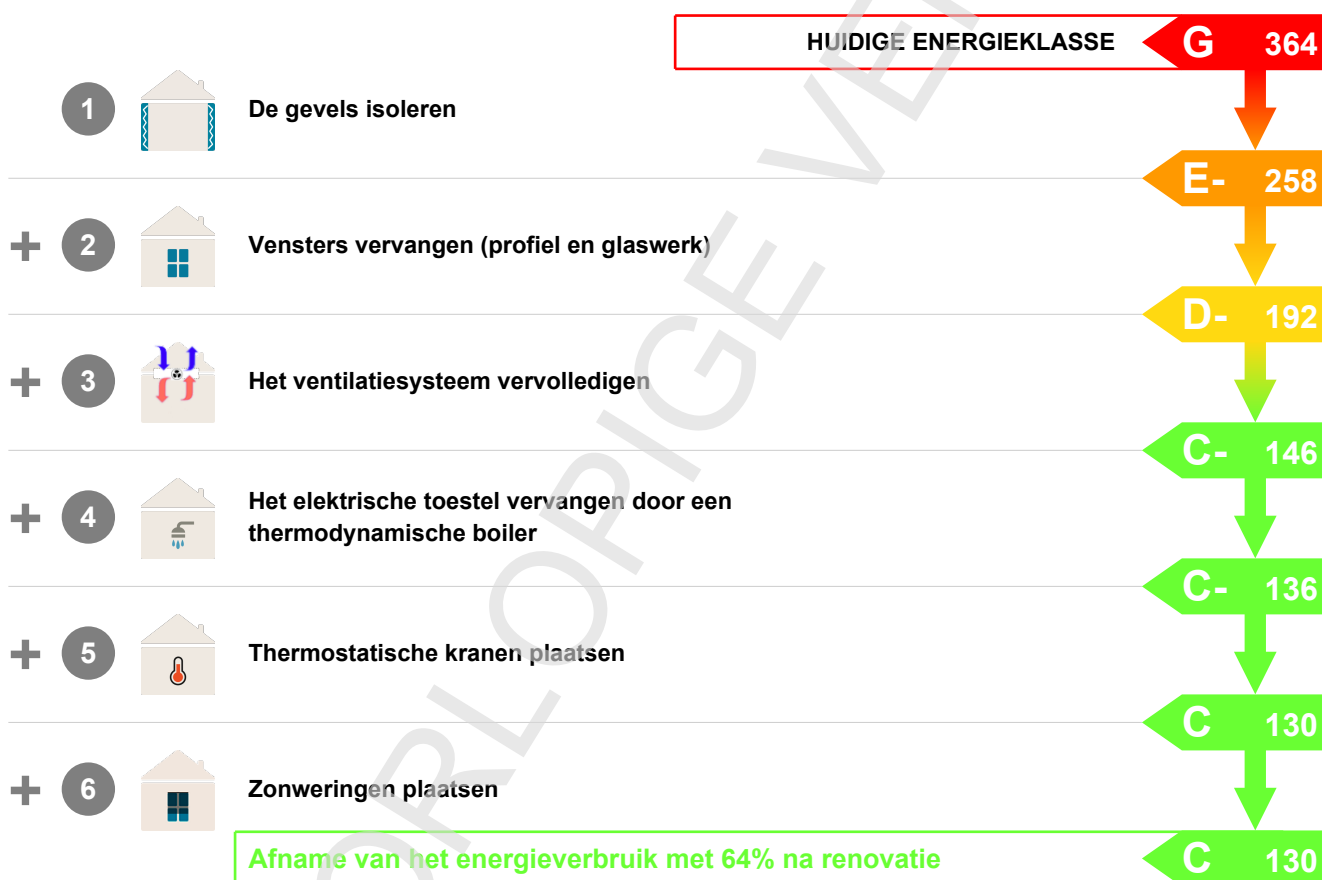 HUIDIGE ENERGIEKLASSE G 364
1 De gevels isoleren
E- 258
+ 2 Vensters vervangen (profiel en glaswerk)
D- 192
+ 3 Het ventilatiesysteem vervolledigen
C- 146
+ 4 Het elektrische toestel vervangen door een
thermodynamische boiler
C- 136
+ 5 Thermostatische kranen plaatsen
C 130
+ 6 Zonweringen plaatsen
Afname van het energieverbruik met 64% na renovatie C 130
ORLOPIGE VE